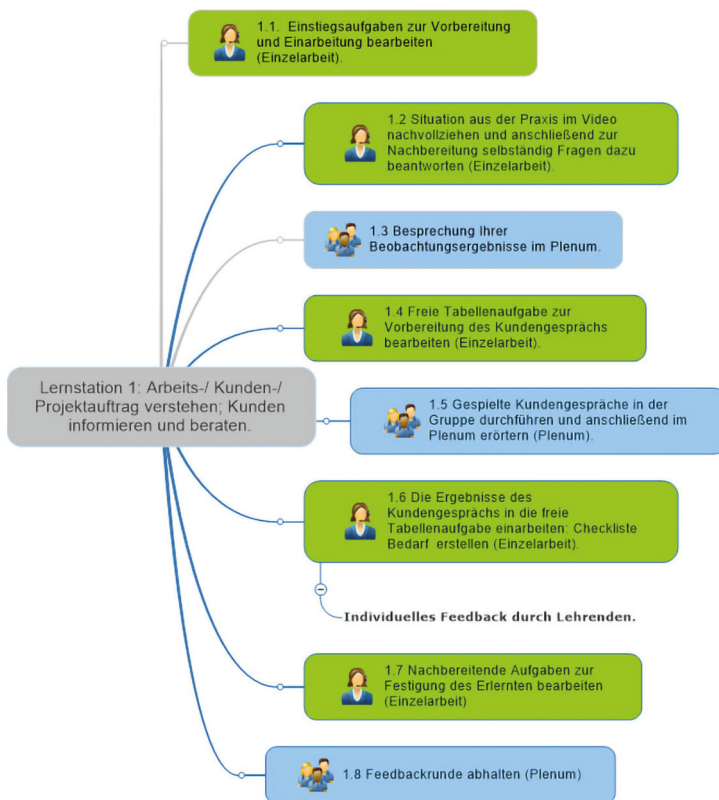 1.1.  Einstiegsaufgaben zur Vorbereitung
und Einarbeitung bearbeiten
(Einzelarbeit).
1.2 Situation aus der Praxis im Video
nachvollziehen und anschließend zur
Nachbereitung selbständig Fragen dazu
beantworten (Einzelarbeit).
1.3 Besprechung Ihrer
Beobachtungsergebnisse im Plenum.
1.4 Freie Tabellenaufgabe zur
Vorbereitung des Kundengesprächs
bearbeiten (Einzelarbeit).
Lernstation 1: Arbeits-/ Kunden-/
Projektauftrag verstehen; Kunden
informieren und beraten.
1.5 Gespielte Kundengespräche in der
Gruppe durchführen und anschließend im
Plenum erörtern (Plenum).
1.6 Die Ergebnisse des
Kundengesprächs in die freie
Tabellenaufgabe einarbeiten: Checkliste
Bedarf  erstellen (Einzelarbeit).
Individuelles Feedback durch Lehrenden.
1.7 Nachbereitende Aufgaben zur
Festigung des Erlernten bearbeiten
(Einzelarbeit)
1.8 Feedbackrunde abhalten (Plenum)